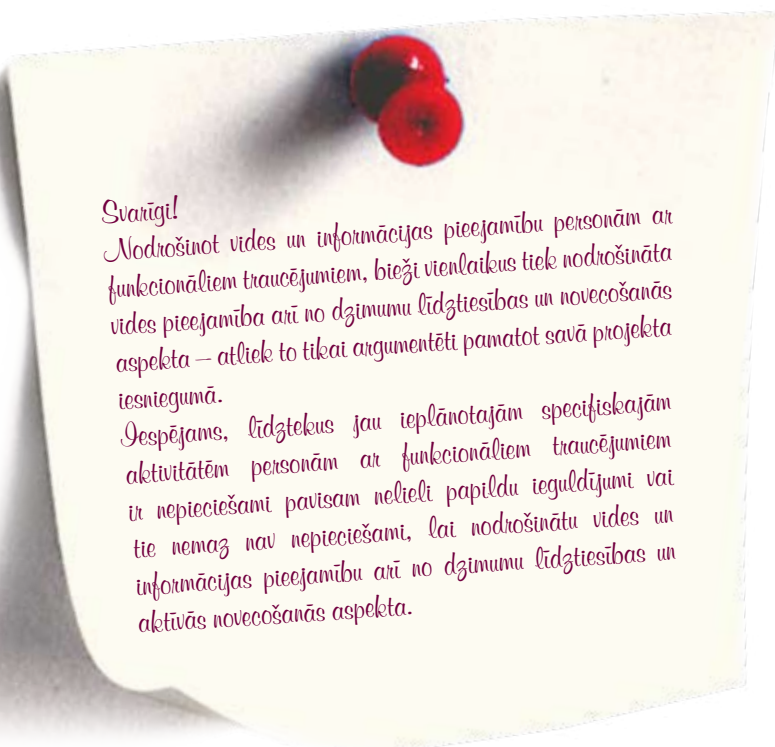 Svarīgi!
Nodrošinot vides un informācijas pieejamību personām ar
funkcionāliem traucējumiem, bieži vienlaikus tiek nodrošināta
vides pieejamība arī no dzimumu līdztiesības un novecošanās
aspekta – atliek to tikai argumentēti pamatot savā projekta
iesniegumā.
Iespējams, līdztekus jau ieplānotajām specifiskajām
aktivitātēm personām ar funkcionāliem traucējumiem
ir nepieciešami pavisam nelieli papildu ieguldījumi vai
tie nemaz nav nepieciešami, lai nodrošinātu vides un
informācijas pieejamību arī no dzimumu līdztiesības un
aktīvās novecošanās aspekta.